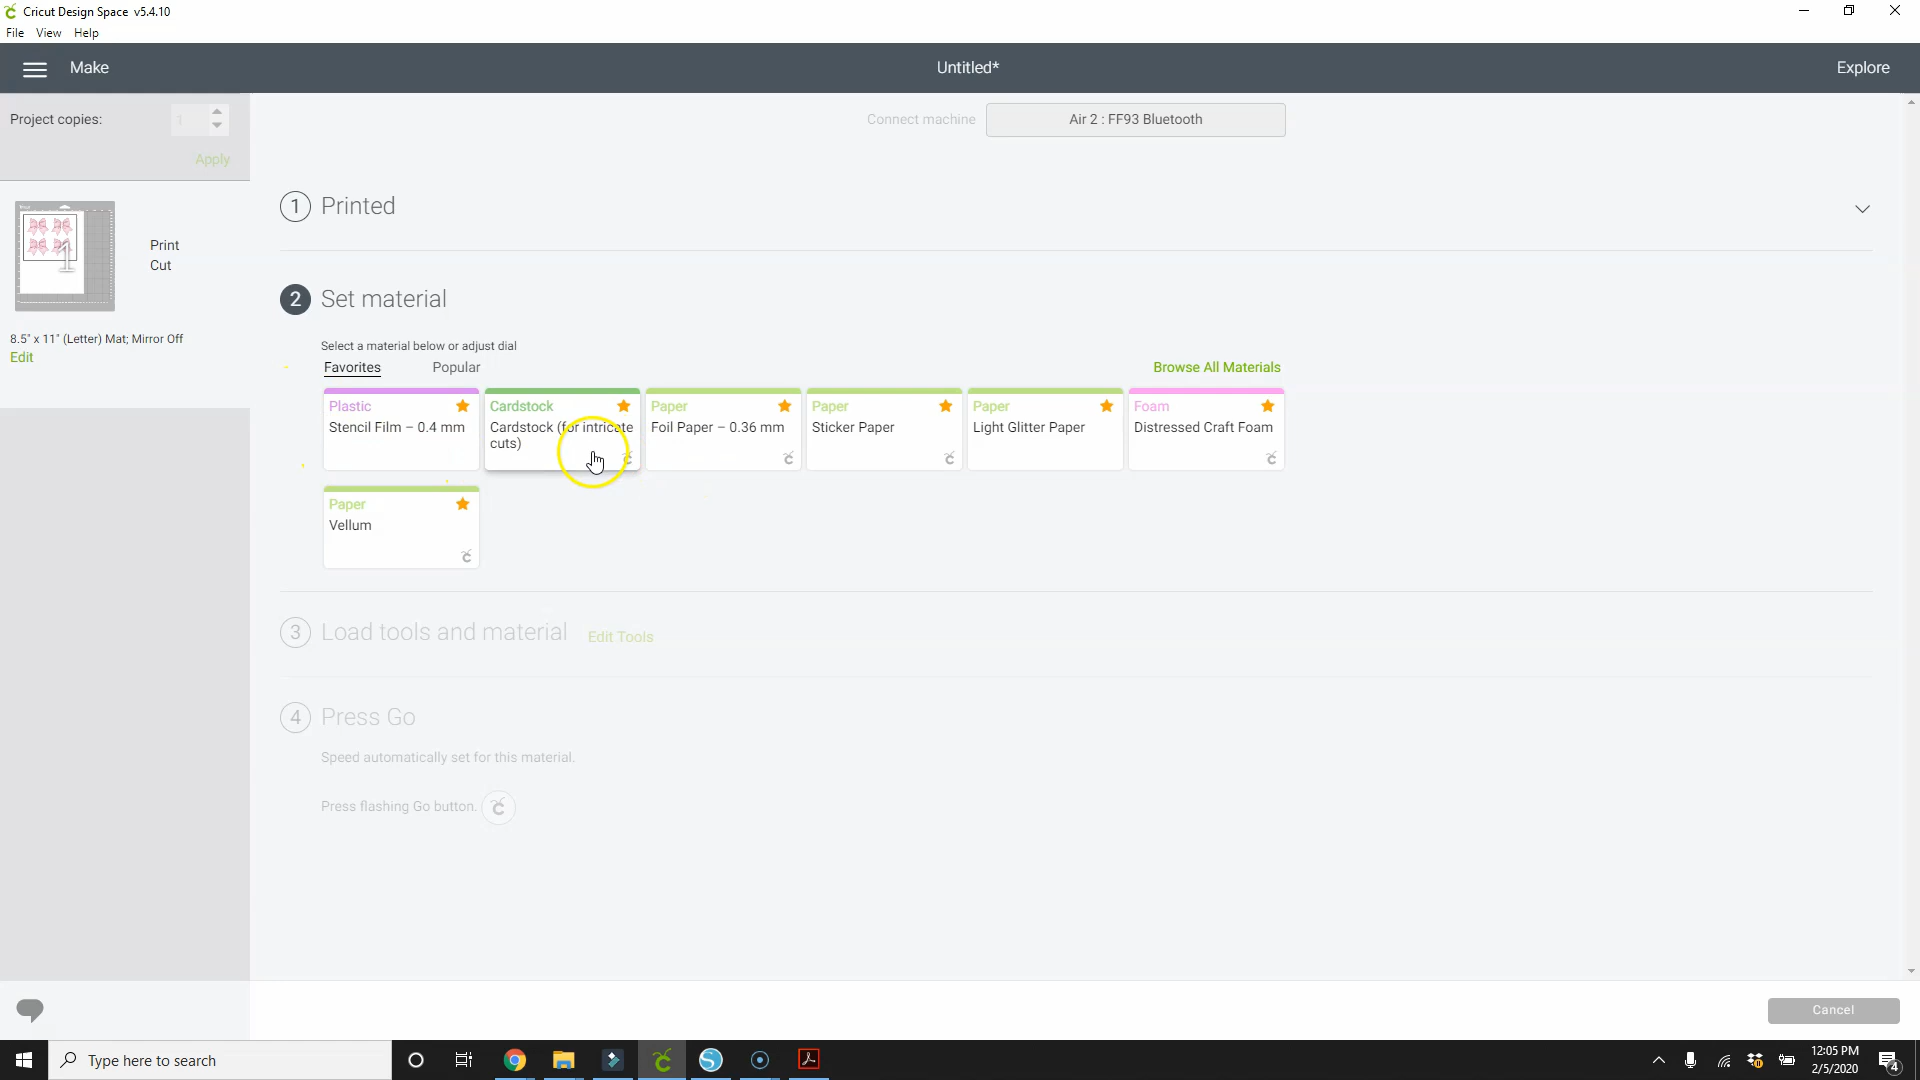 Cricut Design Space v5.4.10
File View Help
Make
Untitled*
Explore
Project copies: 1
Apply
Connect machine
Air 2 : FF93 Bluetooth
1 Printed
Print
Cut
8.5" x 11" (Letter) Mat; Mirror Off
Edit
2 Set material
Select a material below or adjust dial
Favorites Popular
Browse All Materials
Plastic
Stencil Film – 0.4 mm
Cardstock
Cardstock (for intricate
cuts)
Paper
Foil Paper – 0.36 mm
Paper
Sticker Paper
Paper
Light Glitter Paper
Foam
Distressed Craft Foam
Paper
Vellum
3 Load tools and material Edit Tools
4 Press Go
Speed automatically set for this material.
Press flashing Go button.
Cancel
Type here to search
12:05 PM
2/5/2020
4